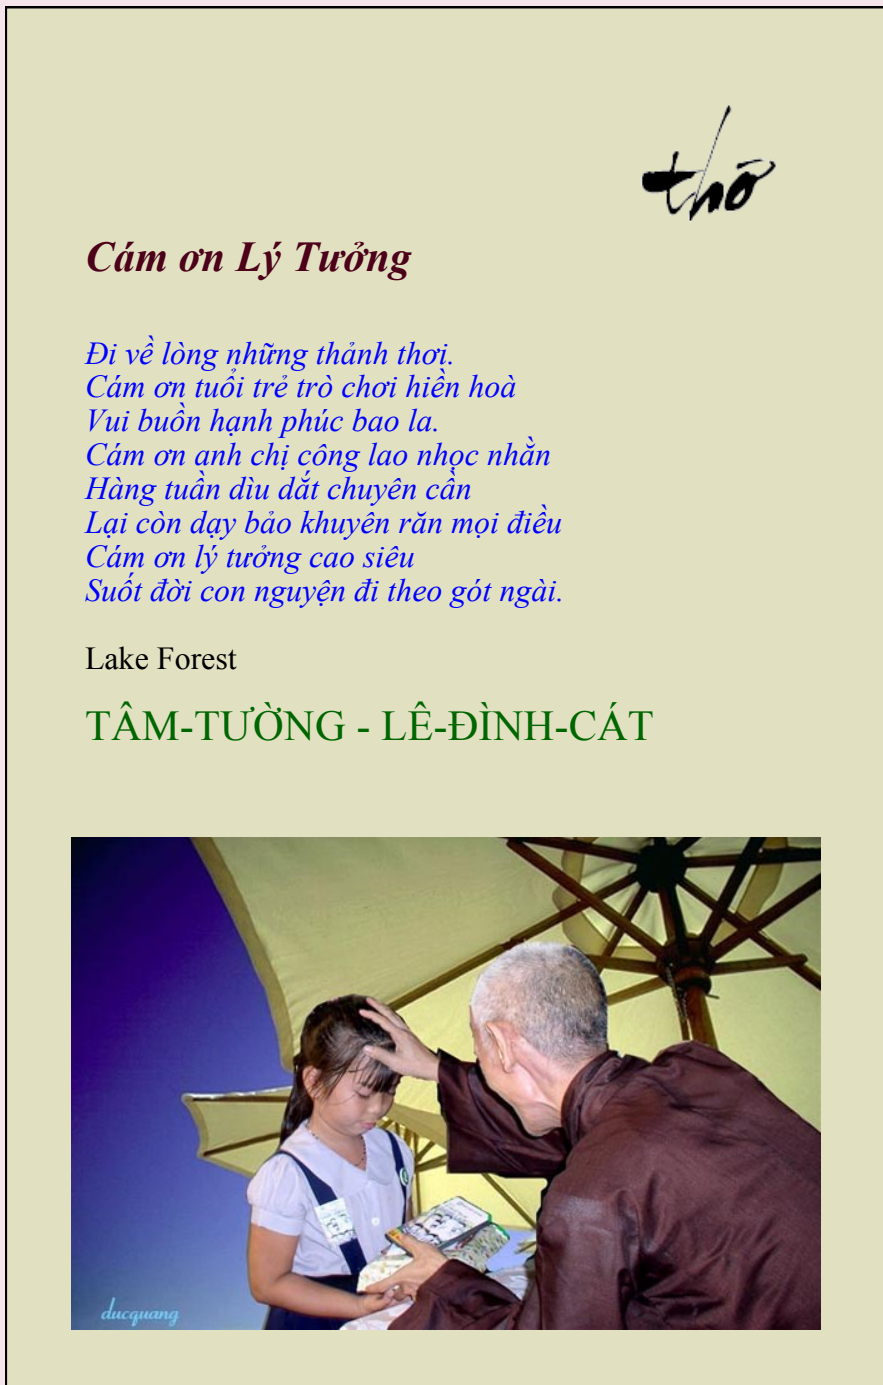 thơ
Cám ơn Lý Tưởng
Đi về lòng những thảnh thơi.
Cám ơn tuổi trẻ trò chơi hiền hoà
Vui buồn hạnh phúc bao la.
Cám ơn anh chị công lao nhọc nhằn
Hàng tuần dìu dắt chuyên cần
Lại còn dạy bảo khuyên răn mọi điều
Cám ơn lý tưởng cao siêu
Suốt đời con nguyện đi theo gót ngài.
Lake Forest
TÂM-TƯỜNG - LÊ-ĐÌNH-CÁT
ducquang